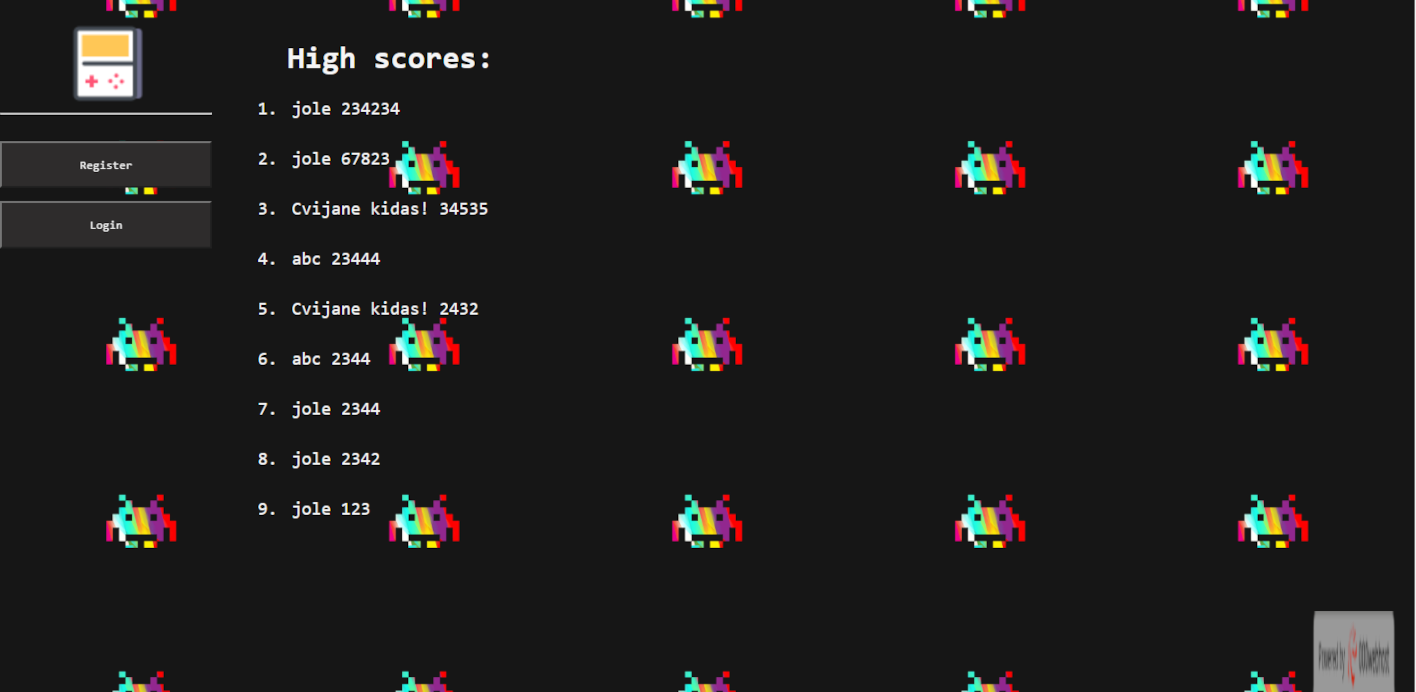 High scores:
1. jole 234234
Register
2. jole 67823
3. Cvijane kidas! 34535
Login
4. abc 23444
5. Cvijane kidas! 2432
6. abc 2344
7. jole 2344
8. jole 2342
9. jole 123
Powered by 000webhost